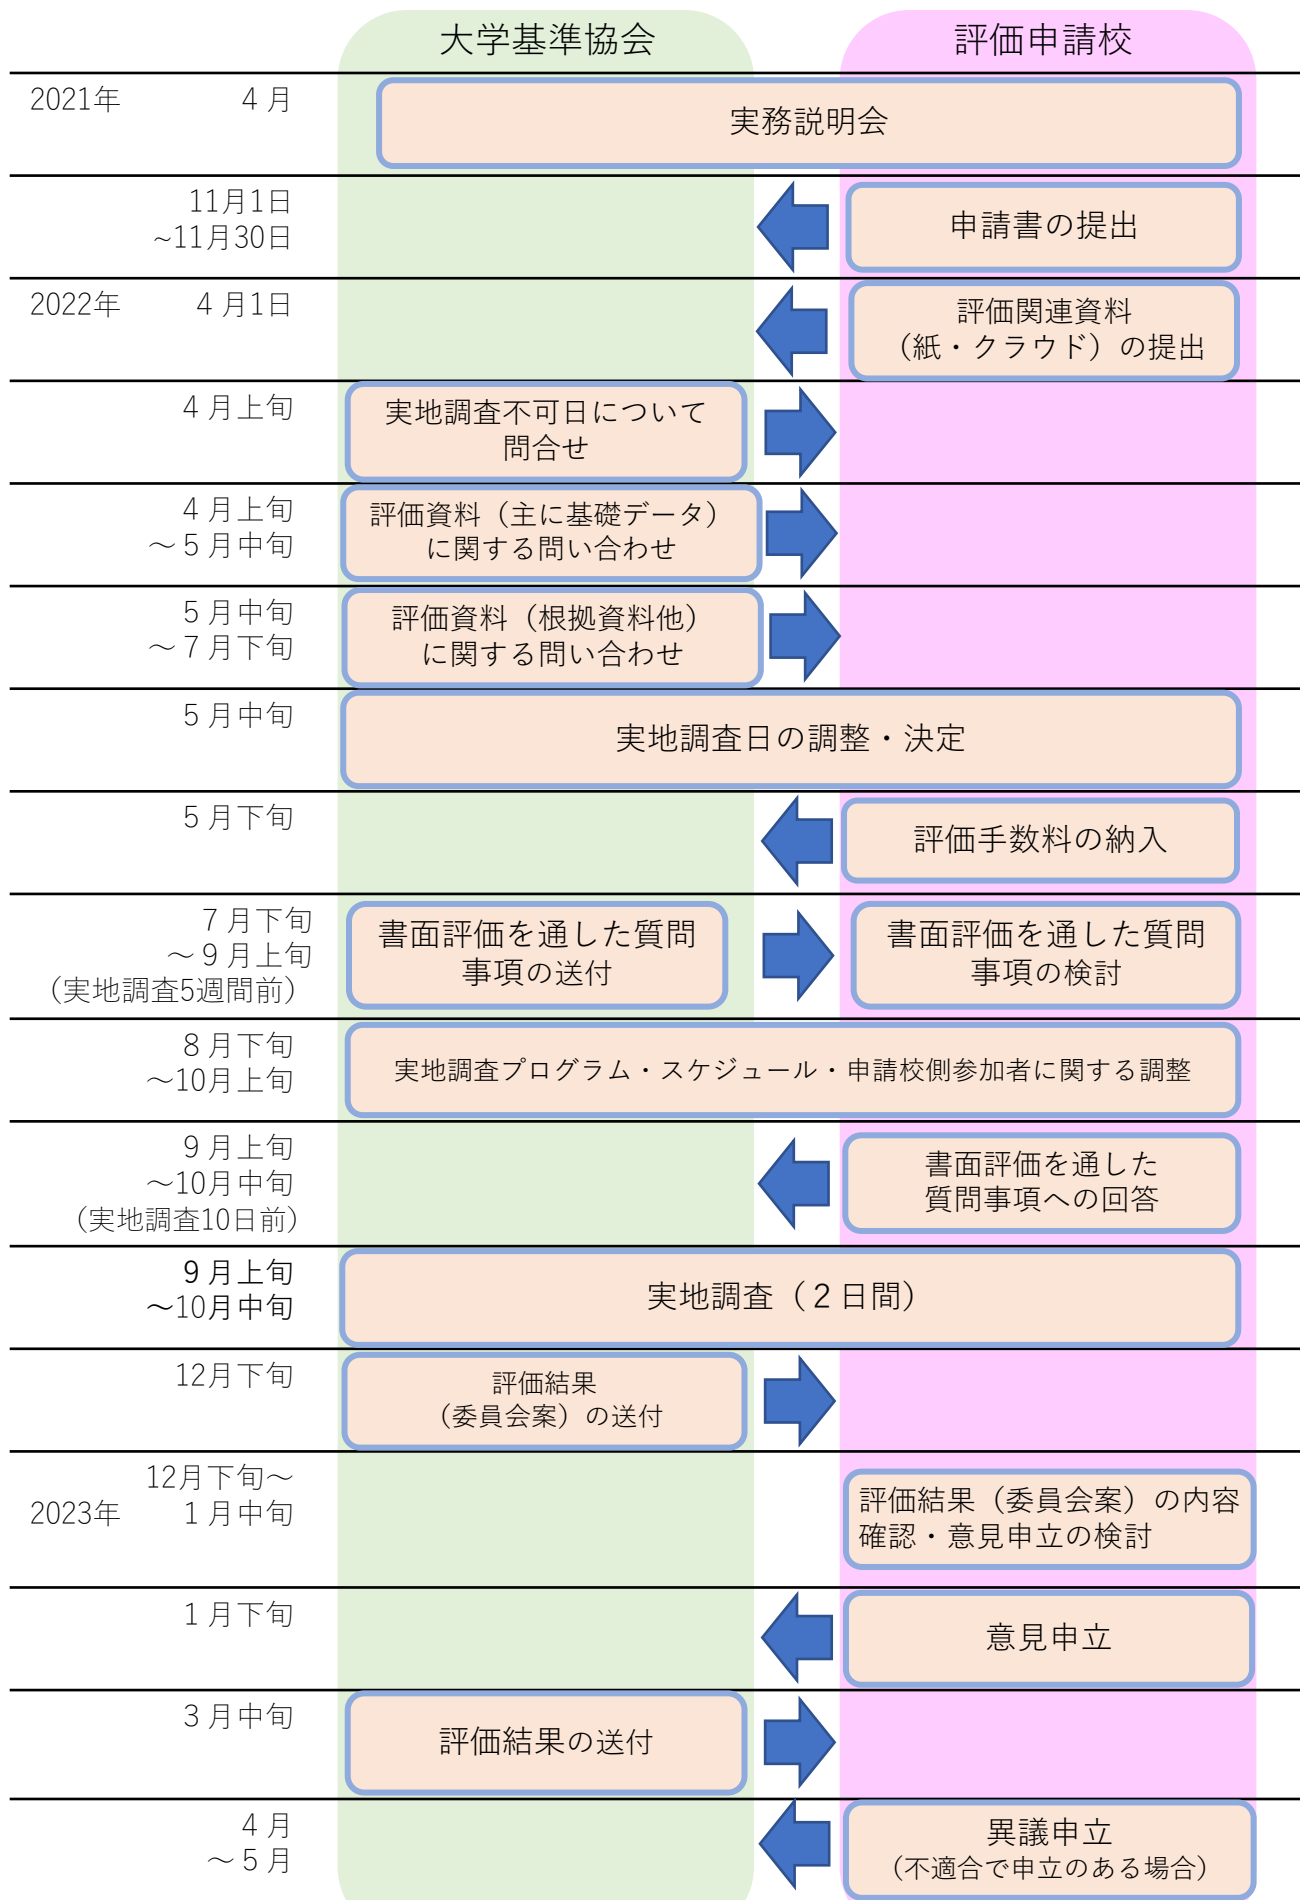 大学基準協会
評価申請校
2021年 4月
実務説明会
11月1日
~11月30日
申請書の提出
2022年 4月1日
評価関連資料
（紙・クラウド）の提出
4月上旬
実地調査不可日について
問合せ
4月上旬
～5月中旬
評価資料（主に基礎データ）
に関する問い合わせ
5月中旬
～7月下旬
評価資料（根拠資料他）
に関する問い合わせ
5月中旬
実地調査日の調整・決定
5月下旬
評価手数料の納入
7月下旬
～9月上旬
（実地調査5週間前）
書面評価を通した質問
事項の送付
書面評価を通した質問
事項の検討
8月下旬
～10月上旬
実地調査プログラム・スケジュール・申請校側参加者に関する調整
9月上旬
～10月中旬
（実地調査10日前）
書面評価を通した
質問事項への回答
9月上旬
～10月中旬
実地調査（２日間）
12月下旬
評価結果
（委員会案）の送付
12月下旬～
2023年 1月中旬
評価結果（委員会案）の内容
確認・意見申立の検討
1月下旬
意見申立
3月中旬
評価結果の送付
4月
～5月
異議申立
（不適合で申立のある場合）